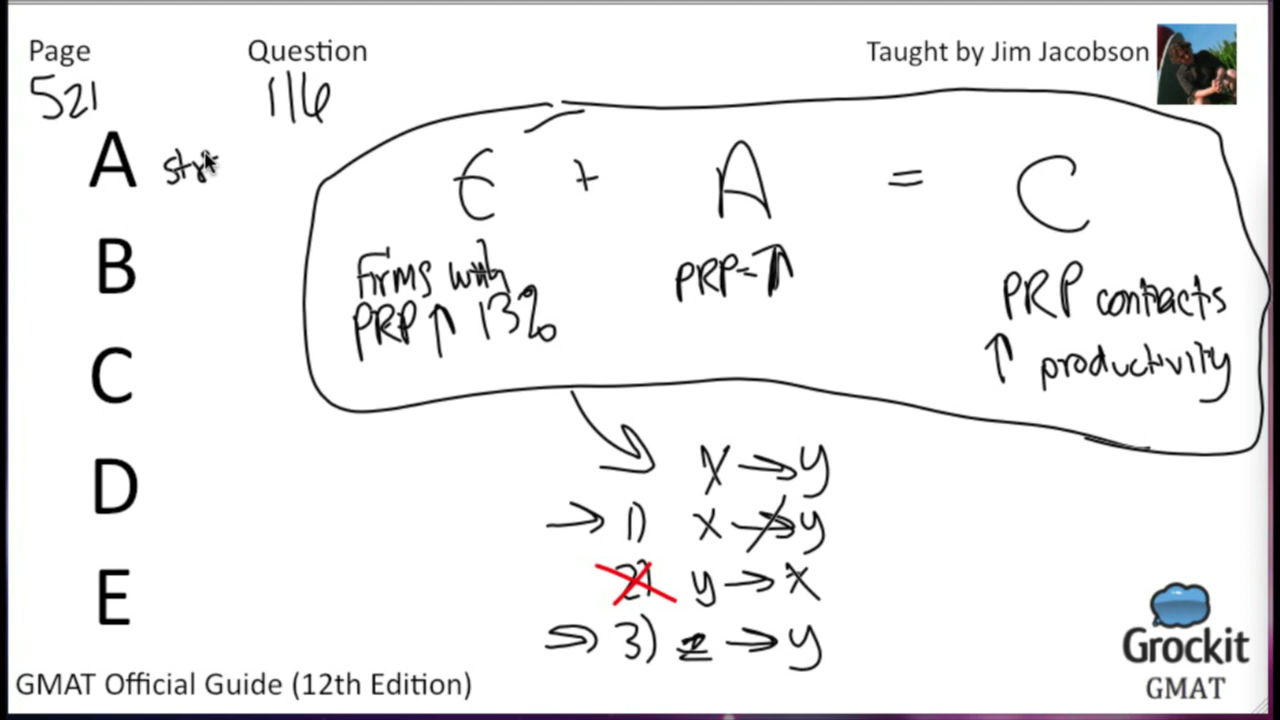 Page
Question
Taught by Jim Jacobson
521
116
A
E + A = C
B
Firms with
PRP ↑ 13%
PRP = ↑
PRP contracts
↑ productivity
C
D
E
X → y
→ 1) x ↛ y
2) y → x
⇒ 3) z → y
Grockit
GMAT
GMAT Official Guide (12th Edition)